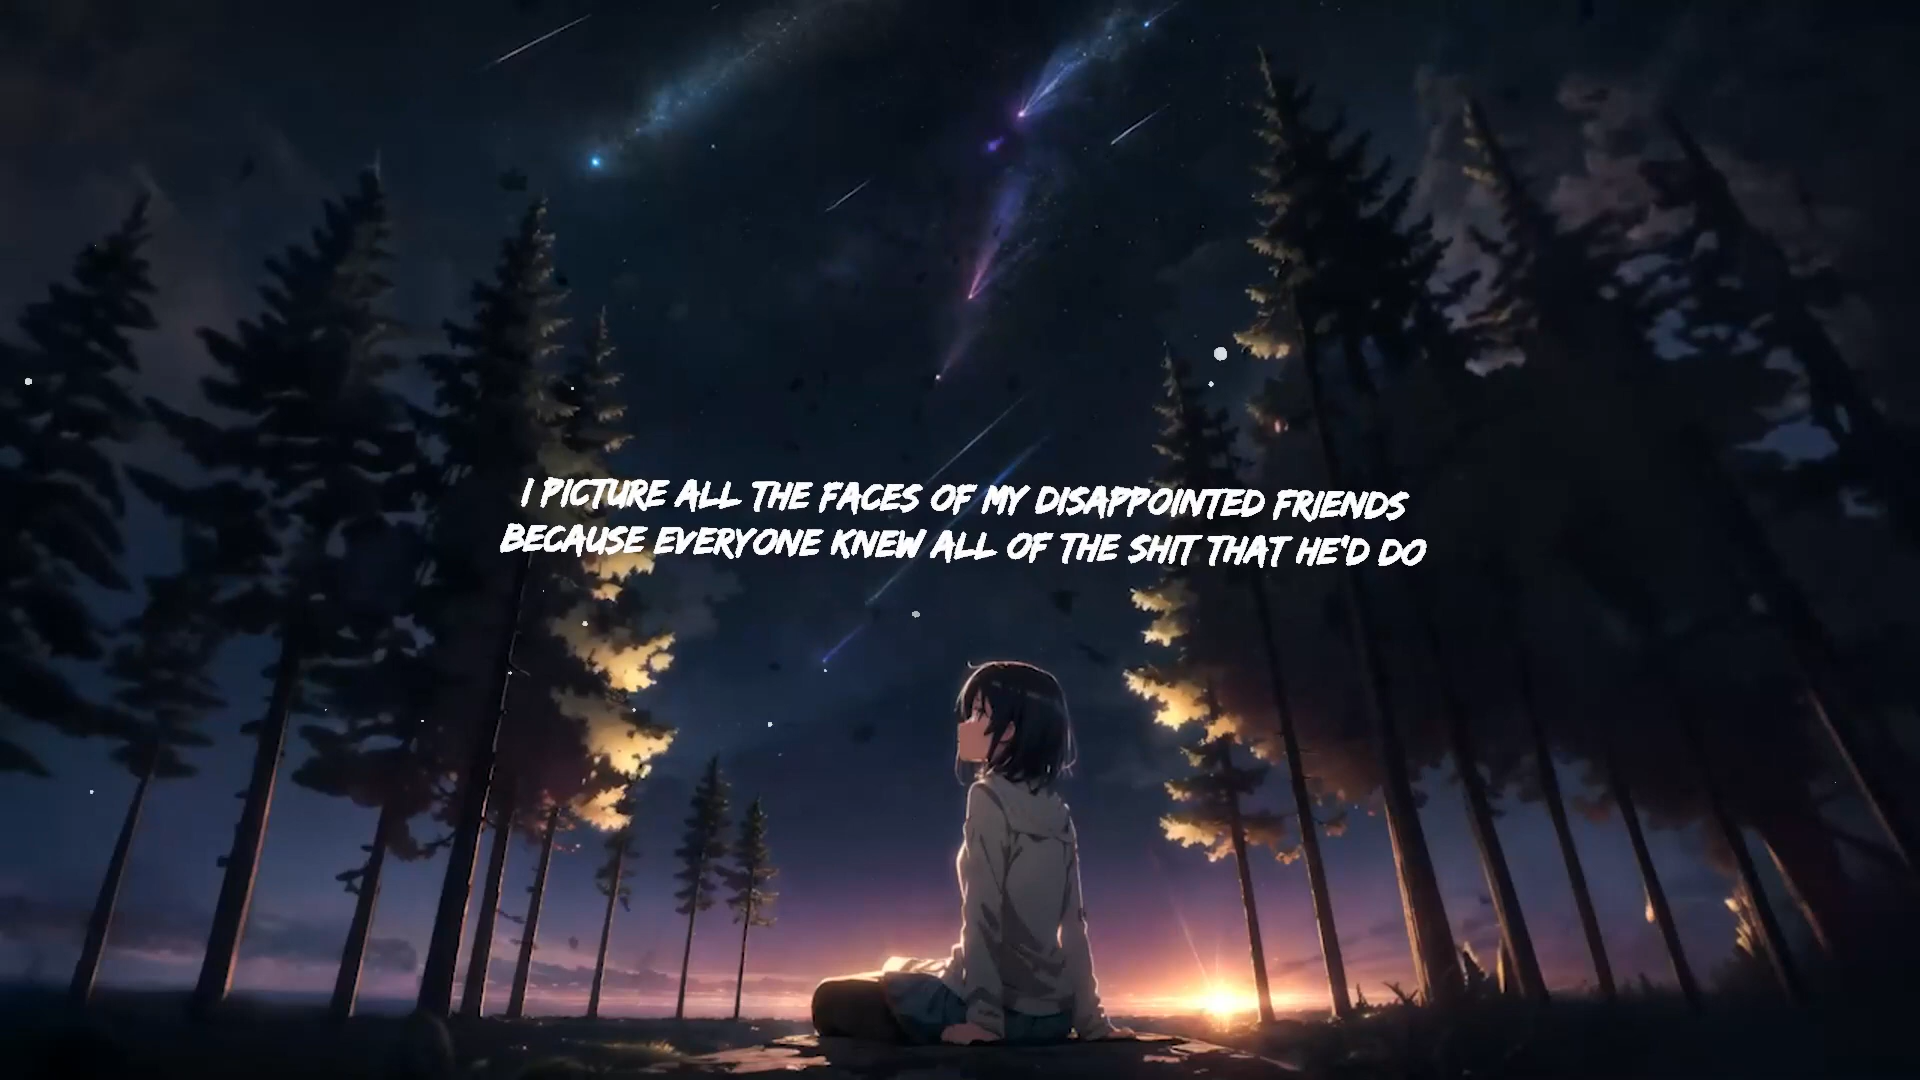 I PICTURE ALL THE FACES OF MY DISAPPOINTED FRIENDS
BECAUSE EVERYONE KNEW ALL OF THE SHIT THAT HE'D DO